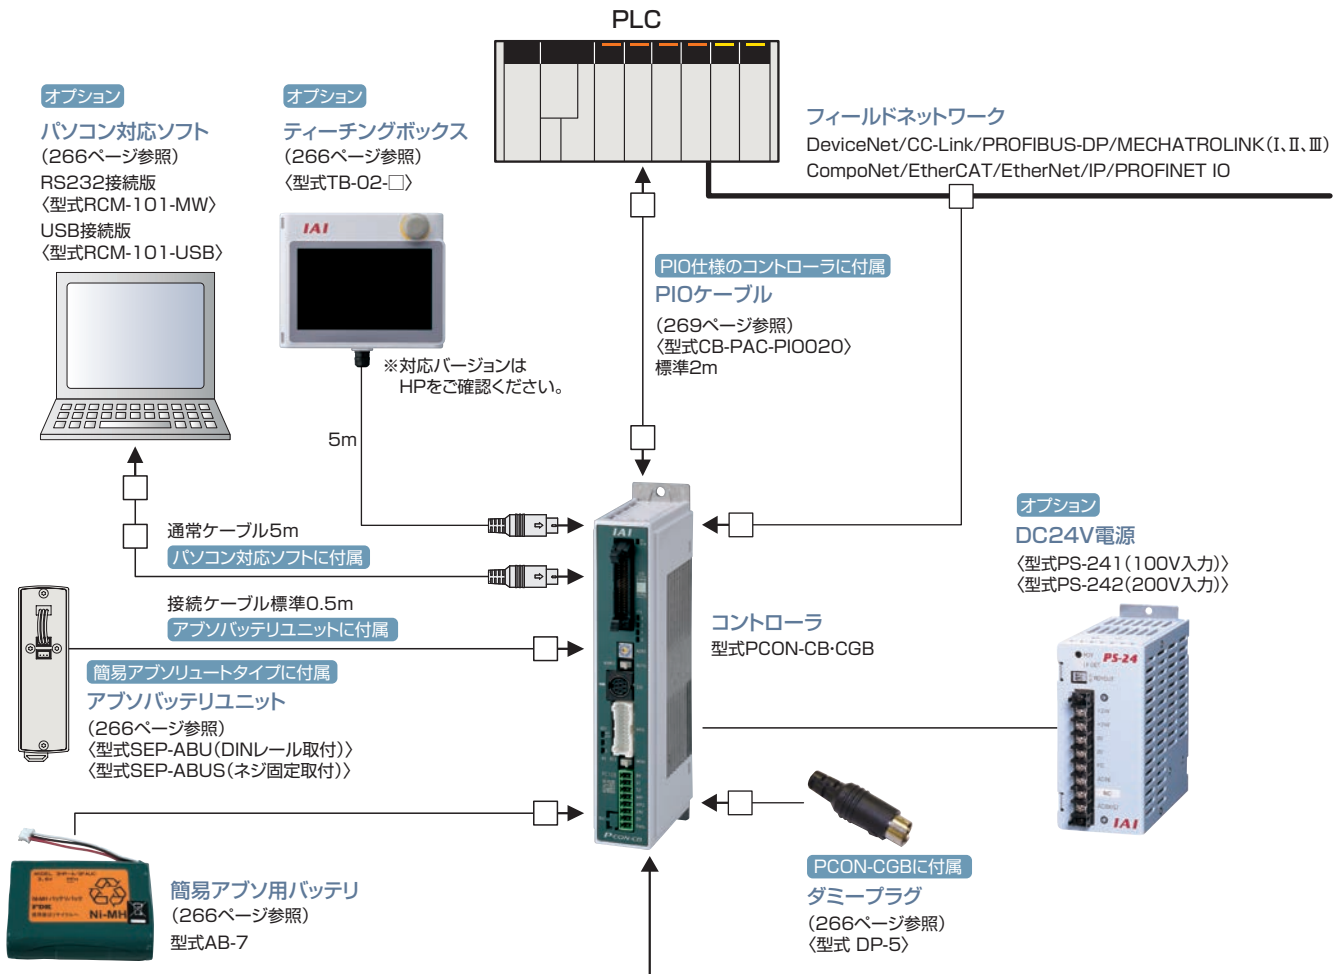 PLC
オプション
パソコン対応ソフト
(266ページ参照)
RS232接続版
〈型式RCM-101-MW〉
USB接続版
〈型式RCM-101-USB〉
オプション
ティーチングボックス
(266ページ参照)
〈型式TB-02-□〉
IAI
※対応バージョンは
HPをご確認ください。
5m
フィールドネットワーク
DeviceNet/CC-Link/PROFIBUS-DP/MECHATROLINK(Ⅰ、Ⅱ、Ⅲ)
CompoNet/EtherCAT/EtherNet/IP/PROFINET IO
PIO仕様のコントローラに付属
PIOケーブル
(269ページ参照)
〈型式CB-PAC-PIO020〉
標準2m
通常ケーブル5m
パソコン対応ソフトに付属
接続ケーブル標準0.5m
アブソバッテリユニットに付属
簡易アブソリュートタイプに付属
アブソバッテリユニット
(266ページ参照)
〈型式SEP-ABU(DINレール取付)〉
〈型式SEP-ABUS(ネジ固定取付)〉
IAI
PCON-CB
コントローラ
型式PCON-CB・CGB
オプション
DC24V電源
〈型式PS-241(100V入力)〉
〈型式PS-242(200V入力)〉
PS-24
IAI
PCON-CGBに付属
ダミープラグ
(266ページ参照)
〈型式 DP-5〉
Ni-MH
簡易アブソ用バッテリ
(266ページ参照)
型式AB-7